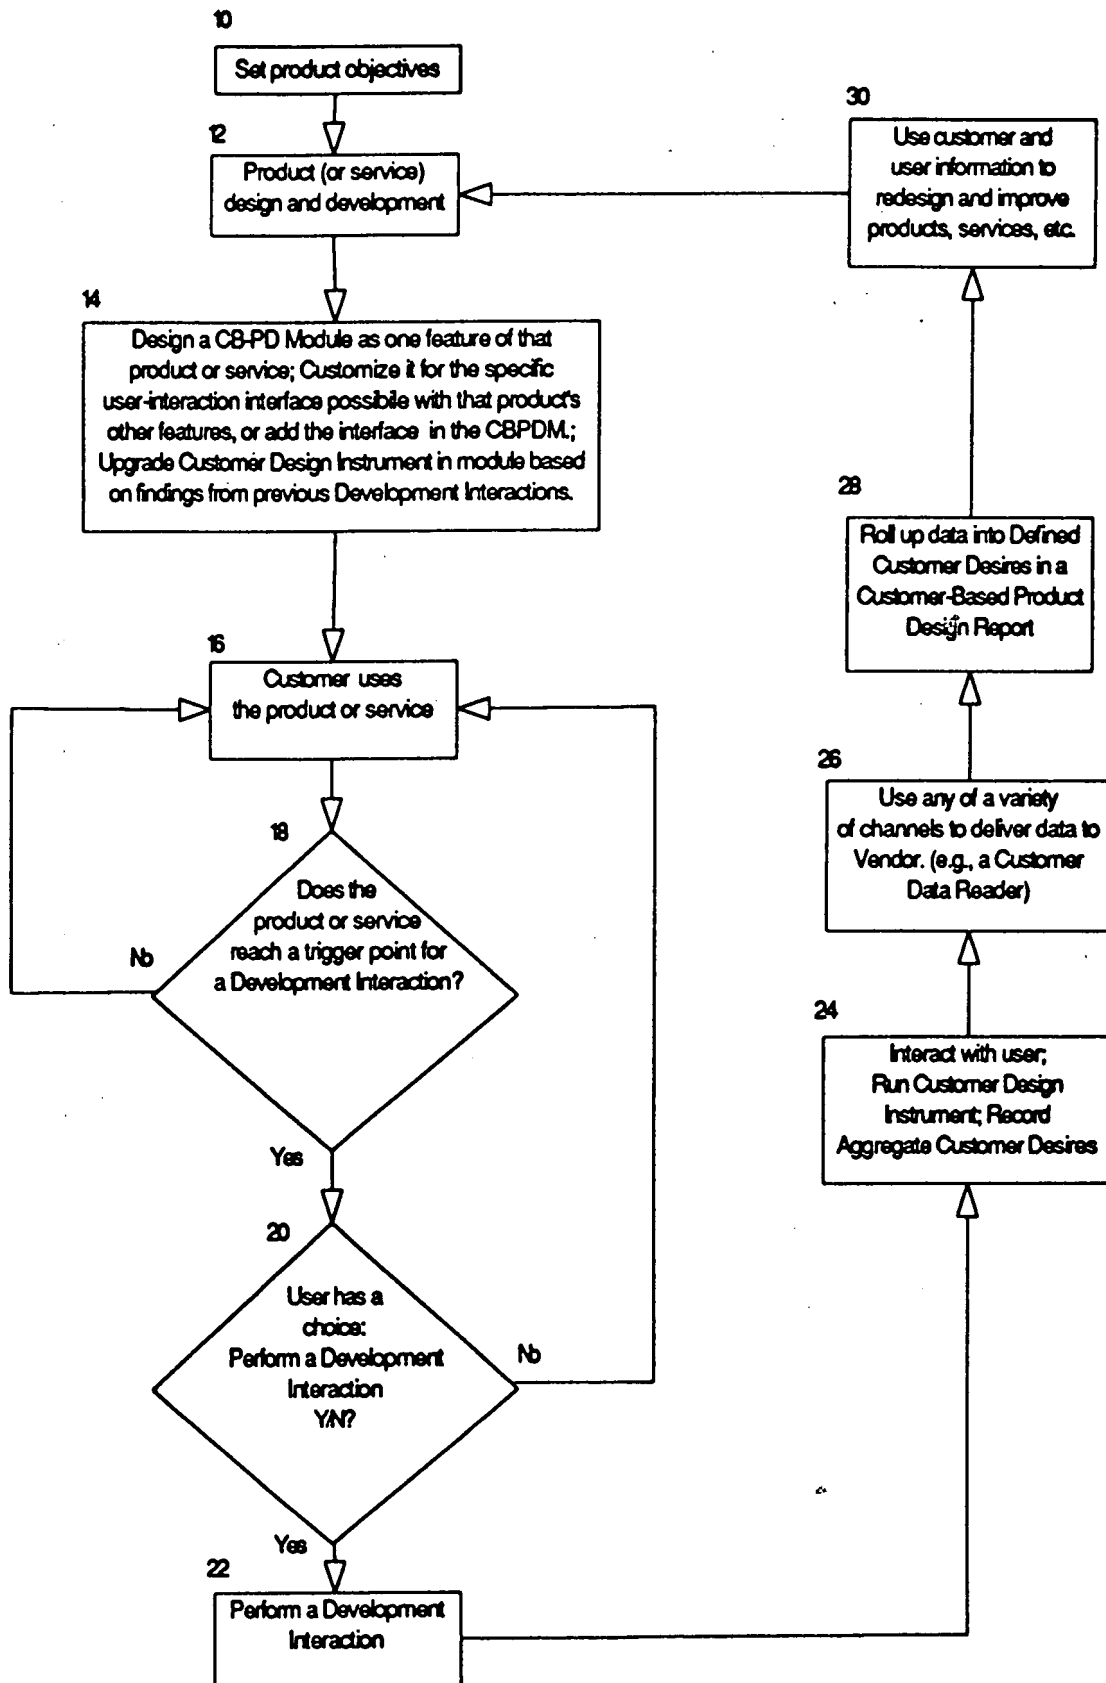 10
Set product objectives
12
Product (or service)
design and development
14
Design a CB-PD Module as one feature of that
product or service; Customize it for the specific
user-interaction interface possibile with that product's
other features, or add the interface in the CBPDM.;
Upgrade Customer Design Instrument in module based
on findings from previous Development Interactions.
16
Customer uses
the product or service
18
Does the
product or service
reach a trigger point for
a Development Interaction?
No
Yes
20
User has a
choice:
Perform a Development
Interaction
Y/N?
No
Yes
22
Perform a Development
Interaction
24
Interact with user;
Run Customer Design
Instrument; Record
Aggregate Customer Desires
26
Use any of a variety
of channels to deliver data to
Vendor. (e.g., a Customer
Data Reader)
28
Roll up data into Defined
Customer Desires in a
Customer-Based Product
Design Report
30
Use customer and
user information to
redesign and improve
products, services, etc.